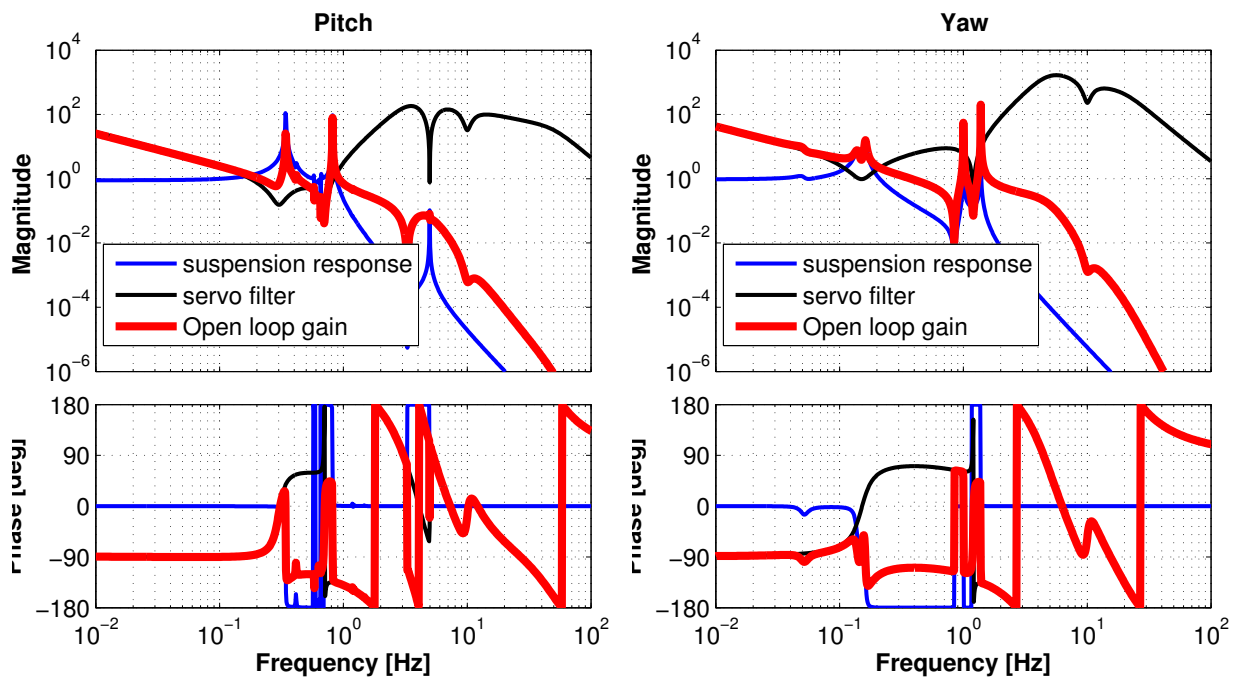 Pitch
10^4
10^2
10^0
10^−2
10^−4
10^−6
Magnitude
suspension response
servo filter
Open loop gain
180
90
0
−90
−180
Phase [deg]
10^−2
10^−1
10^0
10^1
10^2
Frequency [Hz]
Yaw
10^4
10^2
10^0
10^−2
10^−4
10^−6
Magnitude
suspension response
servo filter
Open loop gain
180
90
0
−90
−180
Phase [deg]
10^−2
10^−1
10^0
10^1
10^2
Frequency [Hz]